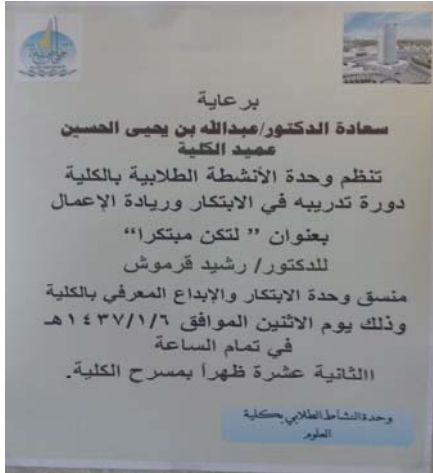 برعاية
سعادة الدكتور/عبدالله بن يحيى الحسين
عميد الكلية
تنظم وحدة الأنشطة الطلابية بالكلية
دورة تدريبه في الابتكار وريادة الإعمال
بعنوان ” لتكن مبتكرا“
للدكتور/ رشيد قرموش
منسق وحدة الابتكار والإبداع المعرفي بالكلية
وذلك يوم الاثنين الموافق ١٤٣٧/١/٦هـ
في تمام الساعة
االثانية عشرة ظهراً بمسرح الكلية.
وحدة النشاط الطلابي بكلية
العلوم